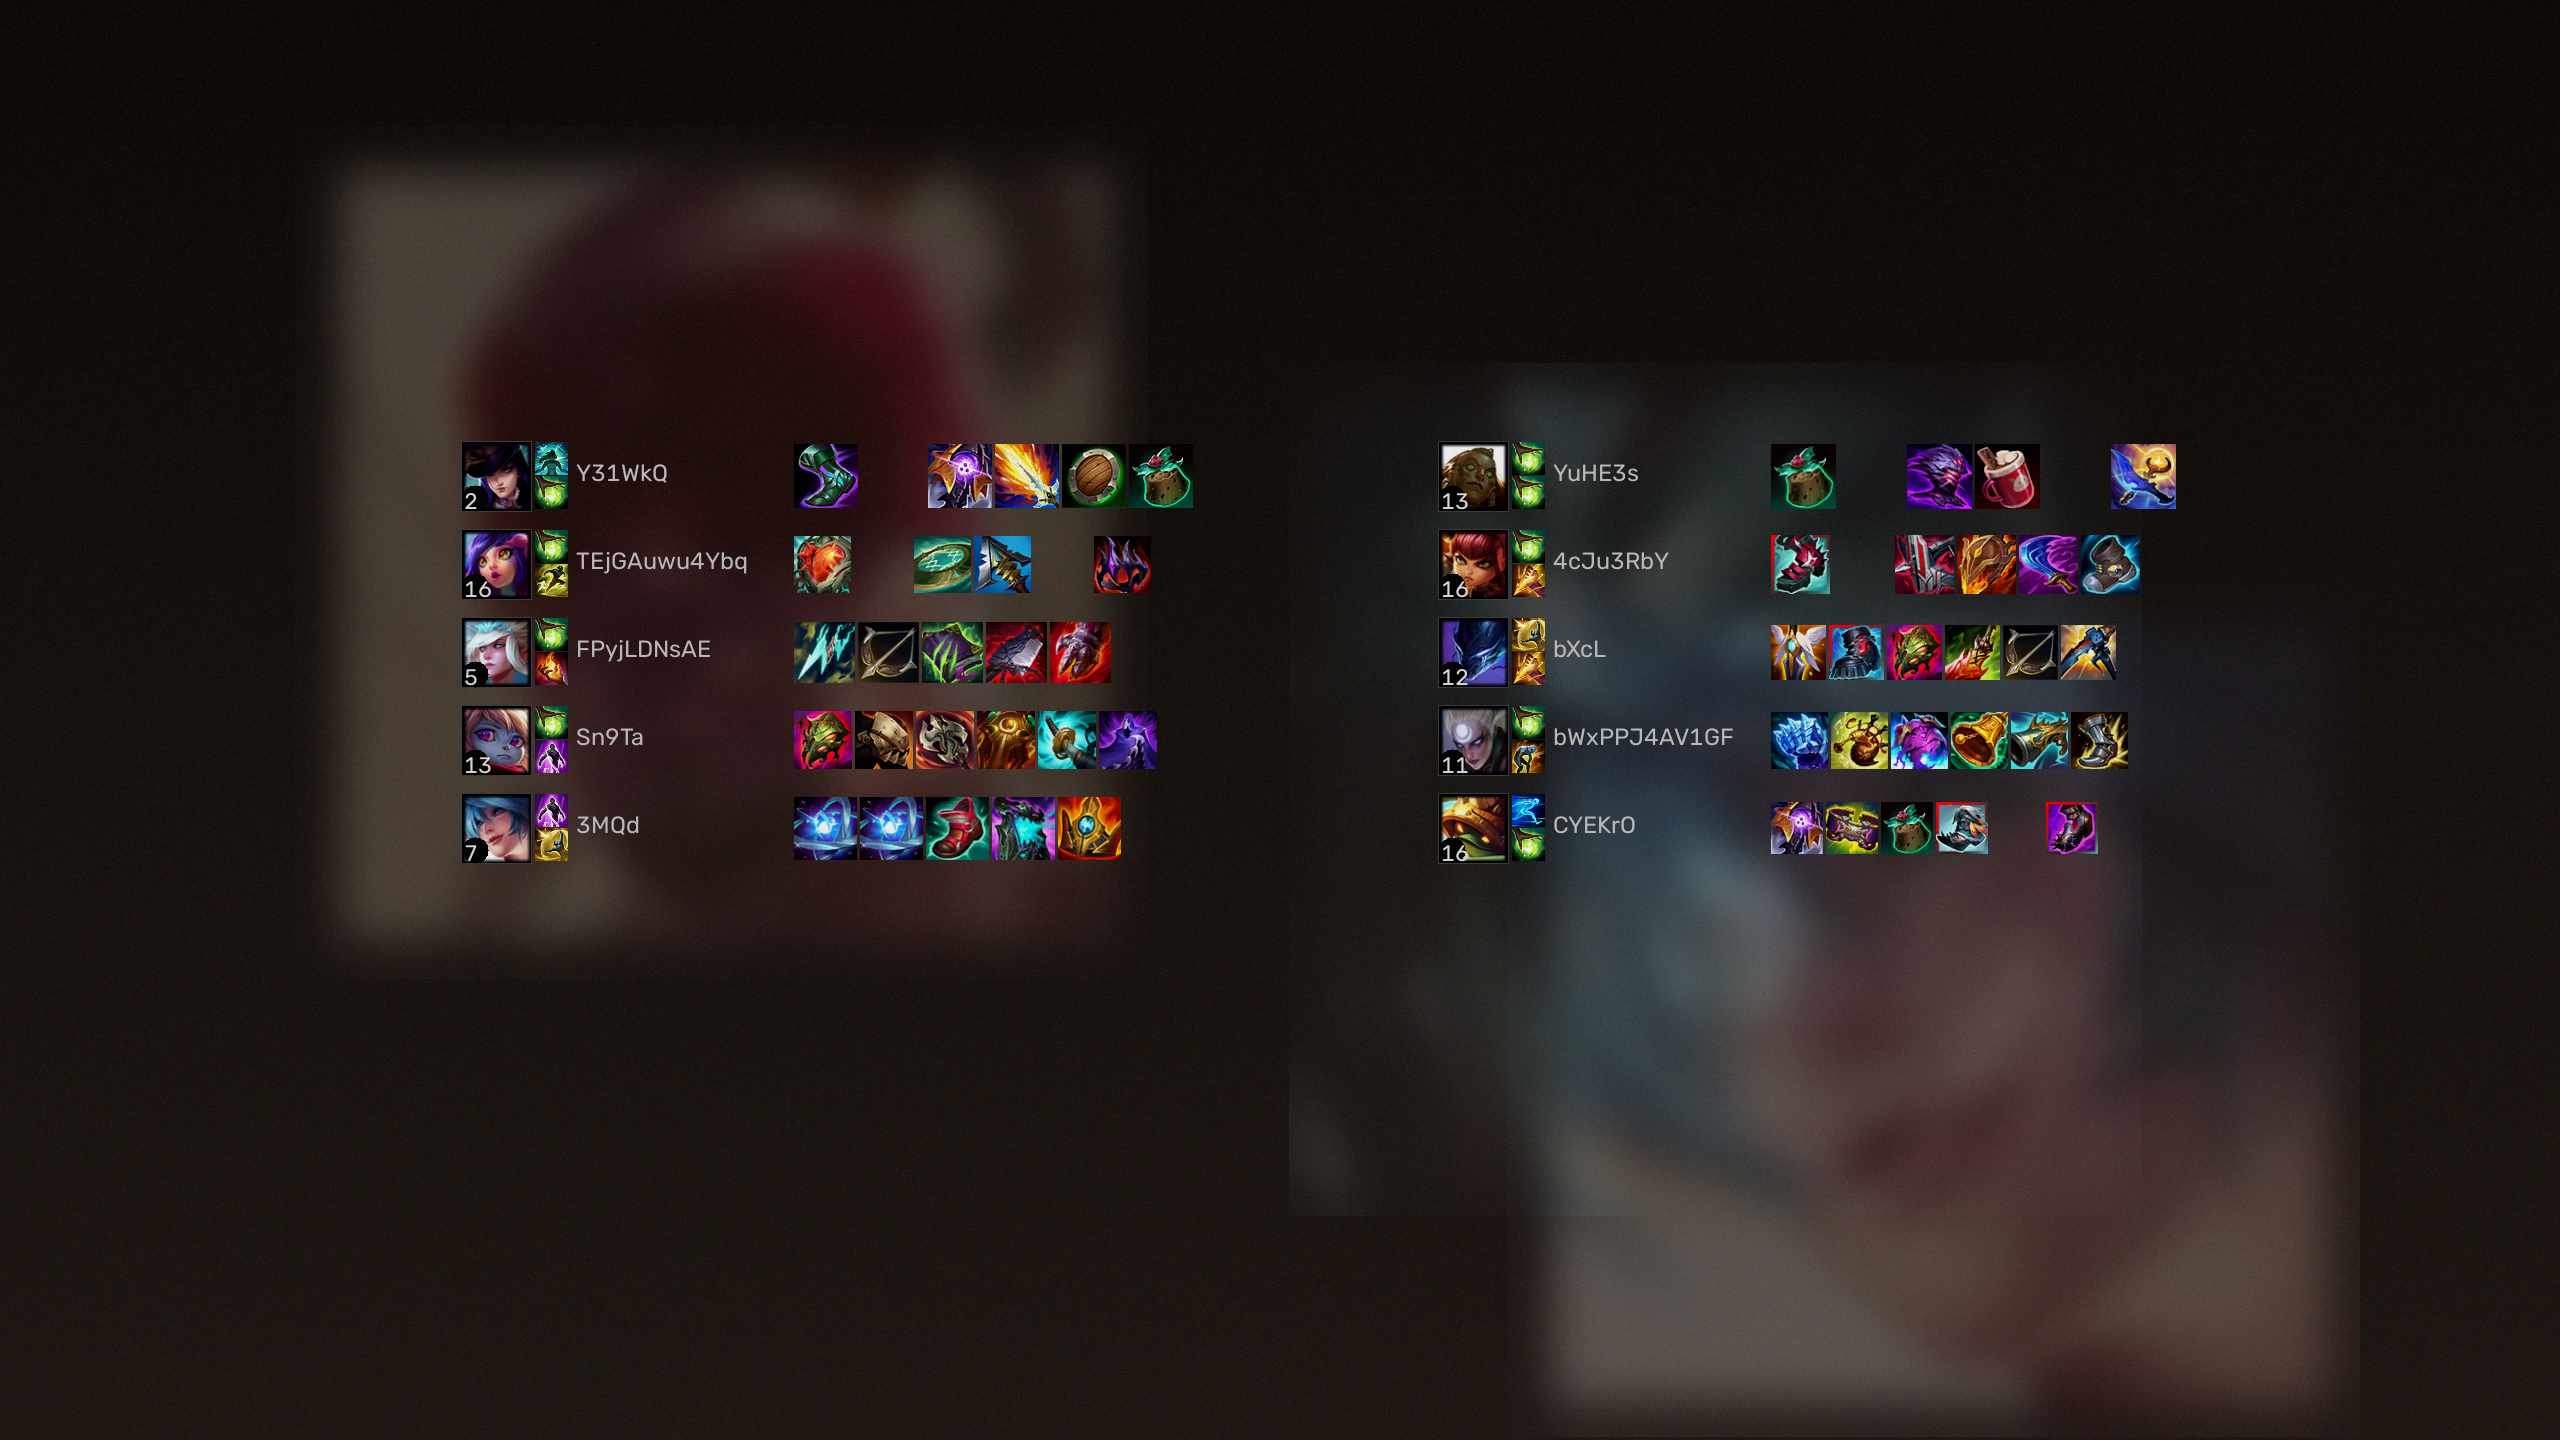 2 Y31WkQ
16 TEjGAuwu4Ybq
5 FPyjLDNsAE
13 Sn9Ta
7 3MQd
13 YuHE3s
16 4cJu3RbY
12 bXcL
11 bWxPPJ4AV1GF
16 CYEKrO